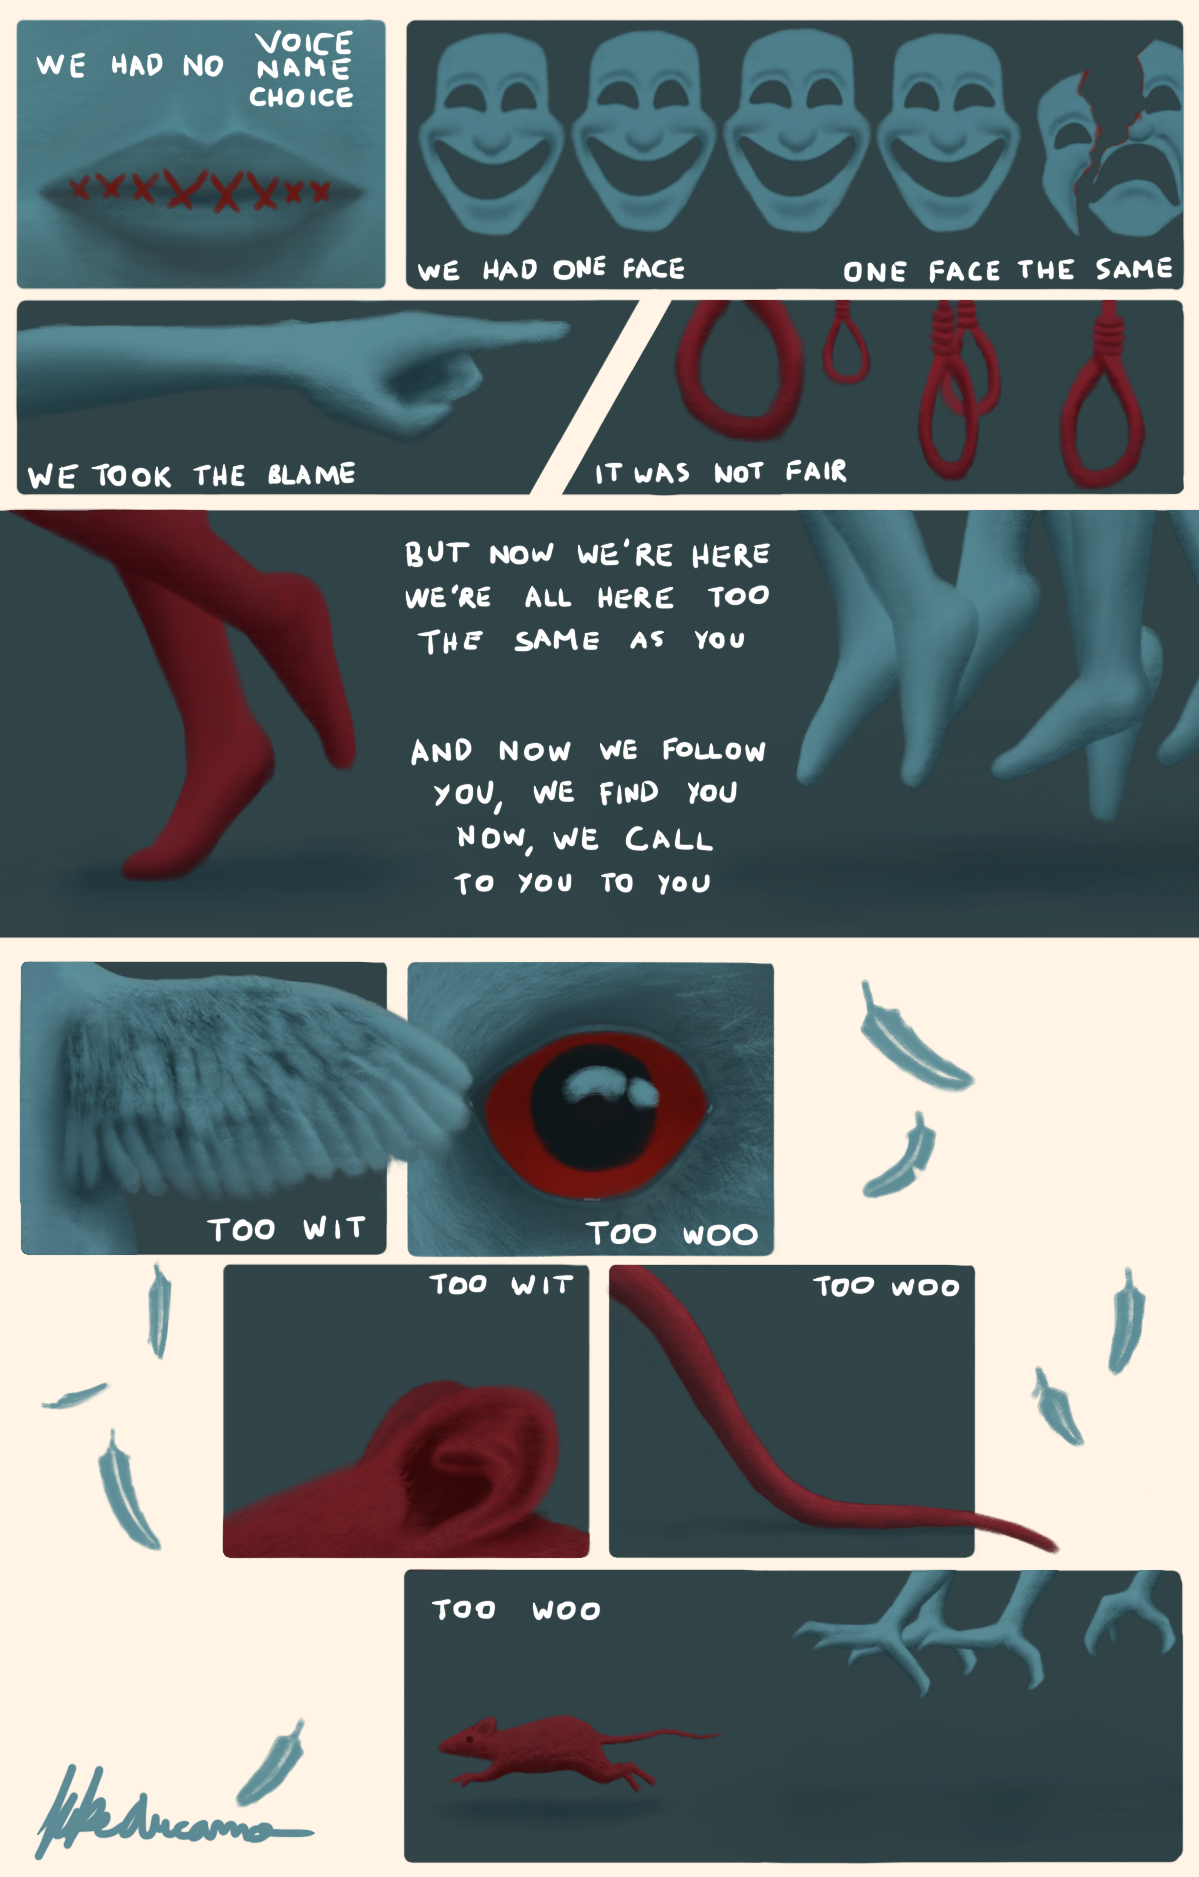 WE HAD NO VOICE
NAME
CHOICE
WE HAD ONE FACE
ONE FACE THE SAME
WE TOOK THE BLAME
IT WAS NOT FAIR
BUT NOW WE'RE HERE
WE'RE ALL HERE TOO
THE SAME AS YOU
AND NOW WE FOLLOW
YOU, WE FIND YOU
NOW, WE CALL
TO YOU TO YOU
TOO WIT
TOO WOO
TOO WIT
TOO WOO
TOO WOO